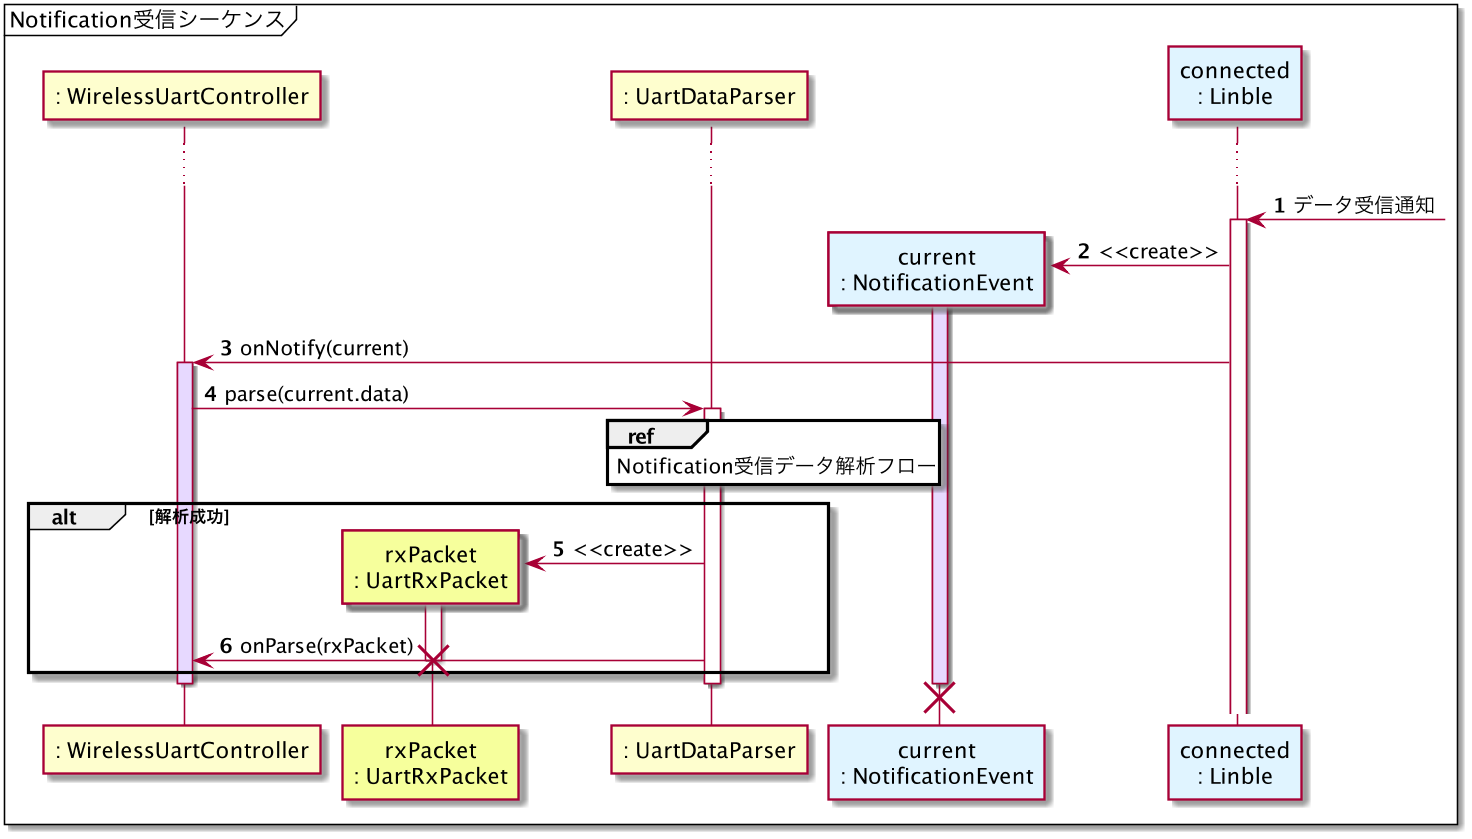 Notification受信シーケンス
connected
: Linble
: WirelessUartController
: UartDataParser
1 データ受信通知
current
: NotificationEvent
2 <<create>>
3 onNotify(current)
4 parse(current.data)
ref
Notification受信データ解析フロー
alt
[解析成功]
rxPacket
: UartRxPacket
5 <<create>>
6 onParse(rxPacket)
: WirelessUartController
rxPacket
: UartRxPacket
: UartDataParser
current
: NotificationEvent
connected
: Linble